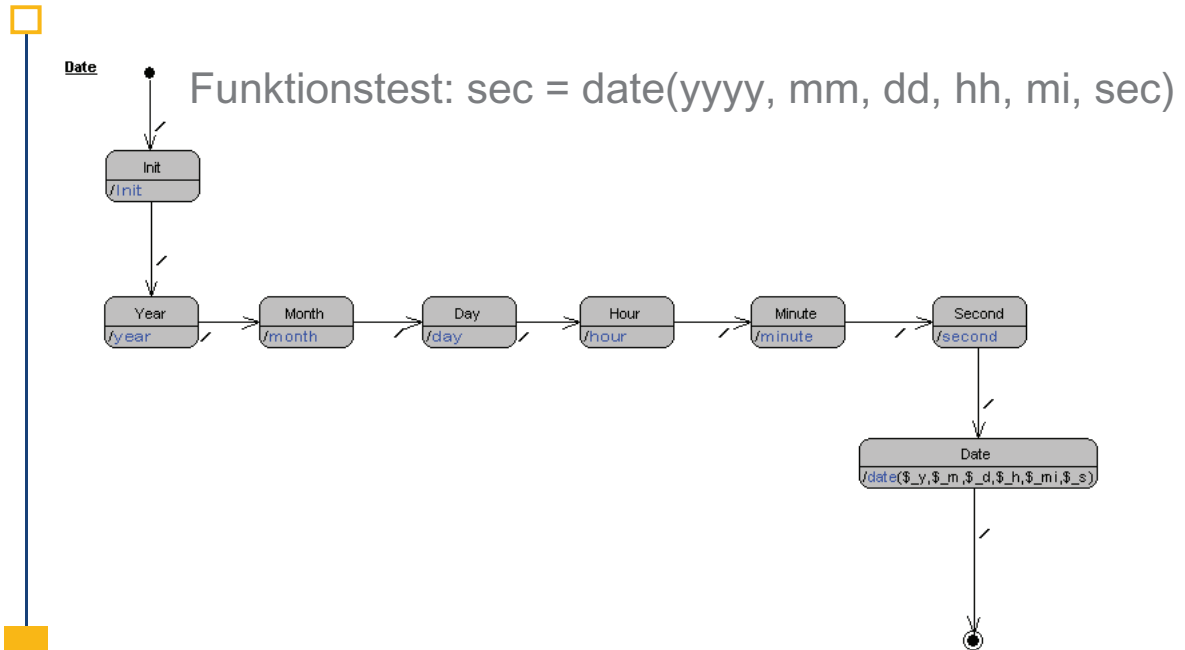 Date
Funktionstest: sec = date(yyyy, mm, dd, hh, mi, sec)
/
Init
/Init
/
Year
/year
/
Month
/month
/
Day
/day
/
Hour
/hour
/
Minute
/minute
/
Second
/second
/
Date
/date($_y,$_m,$_d,$_h,$_mi,$_s)
/